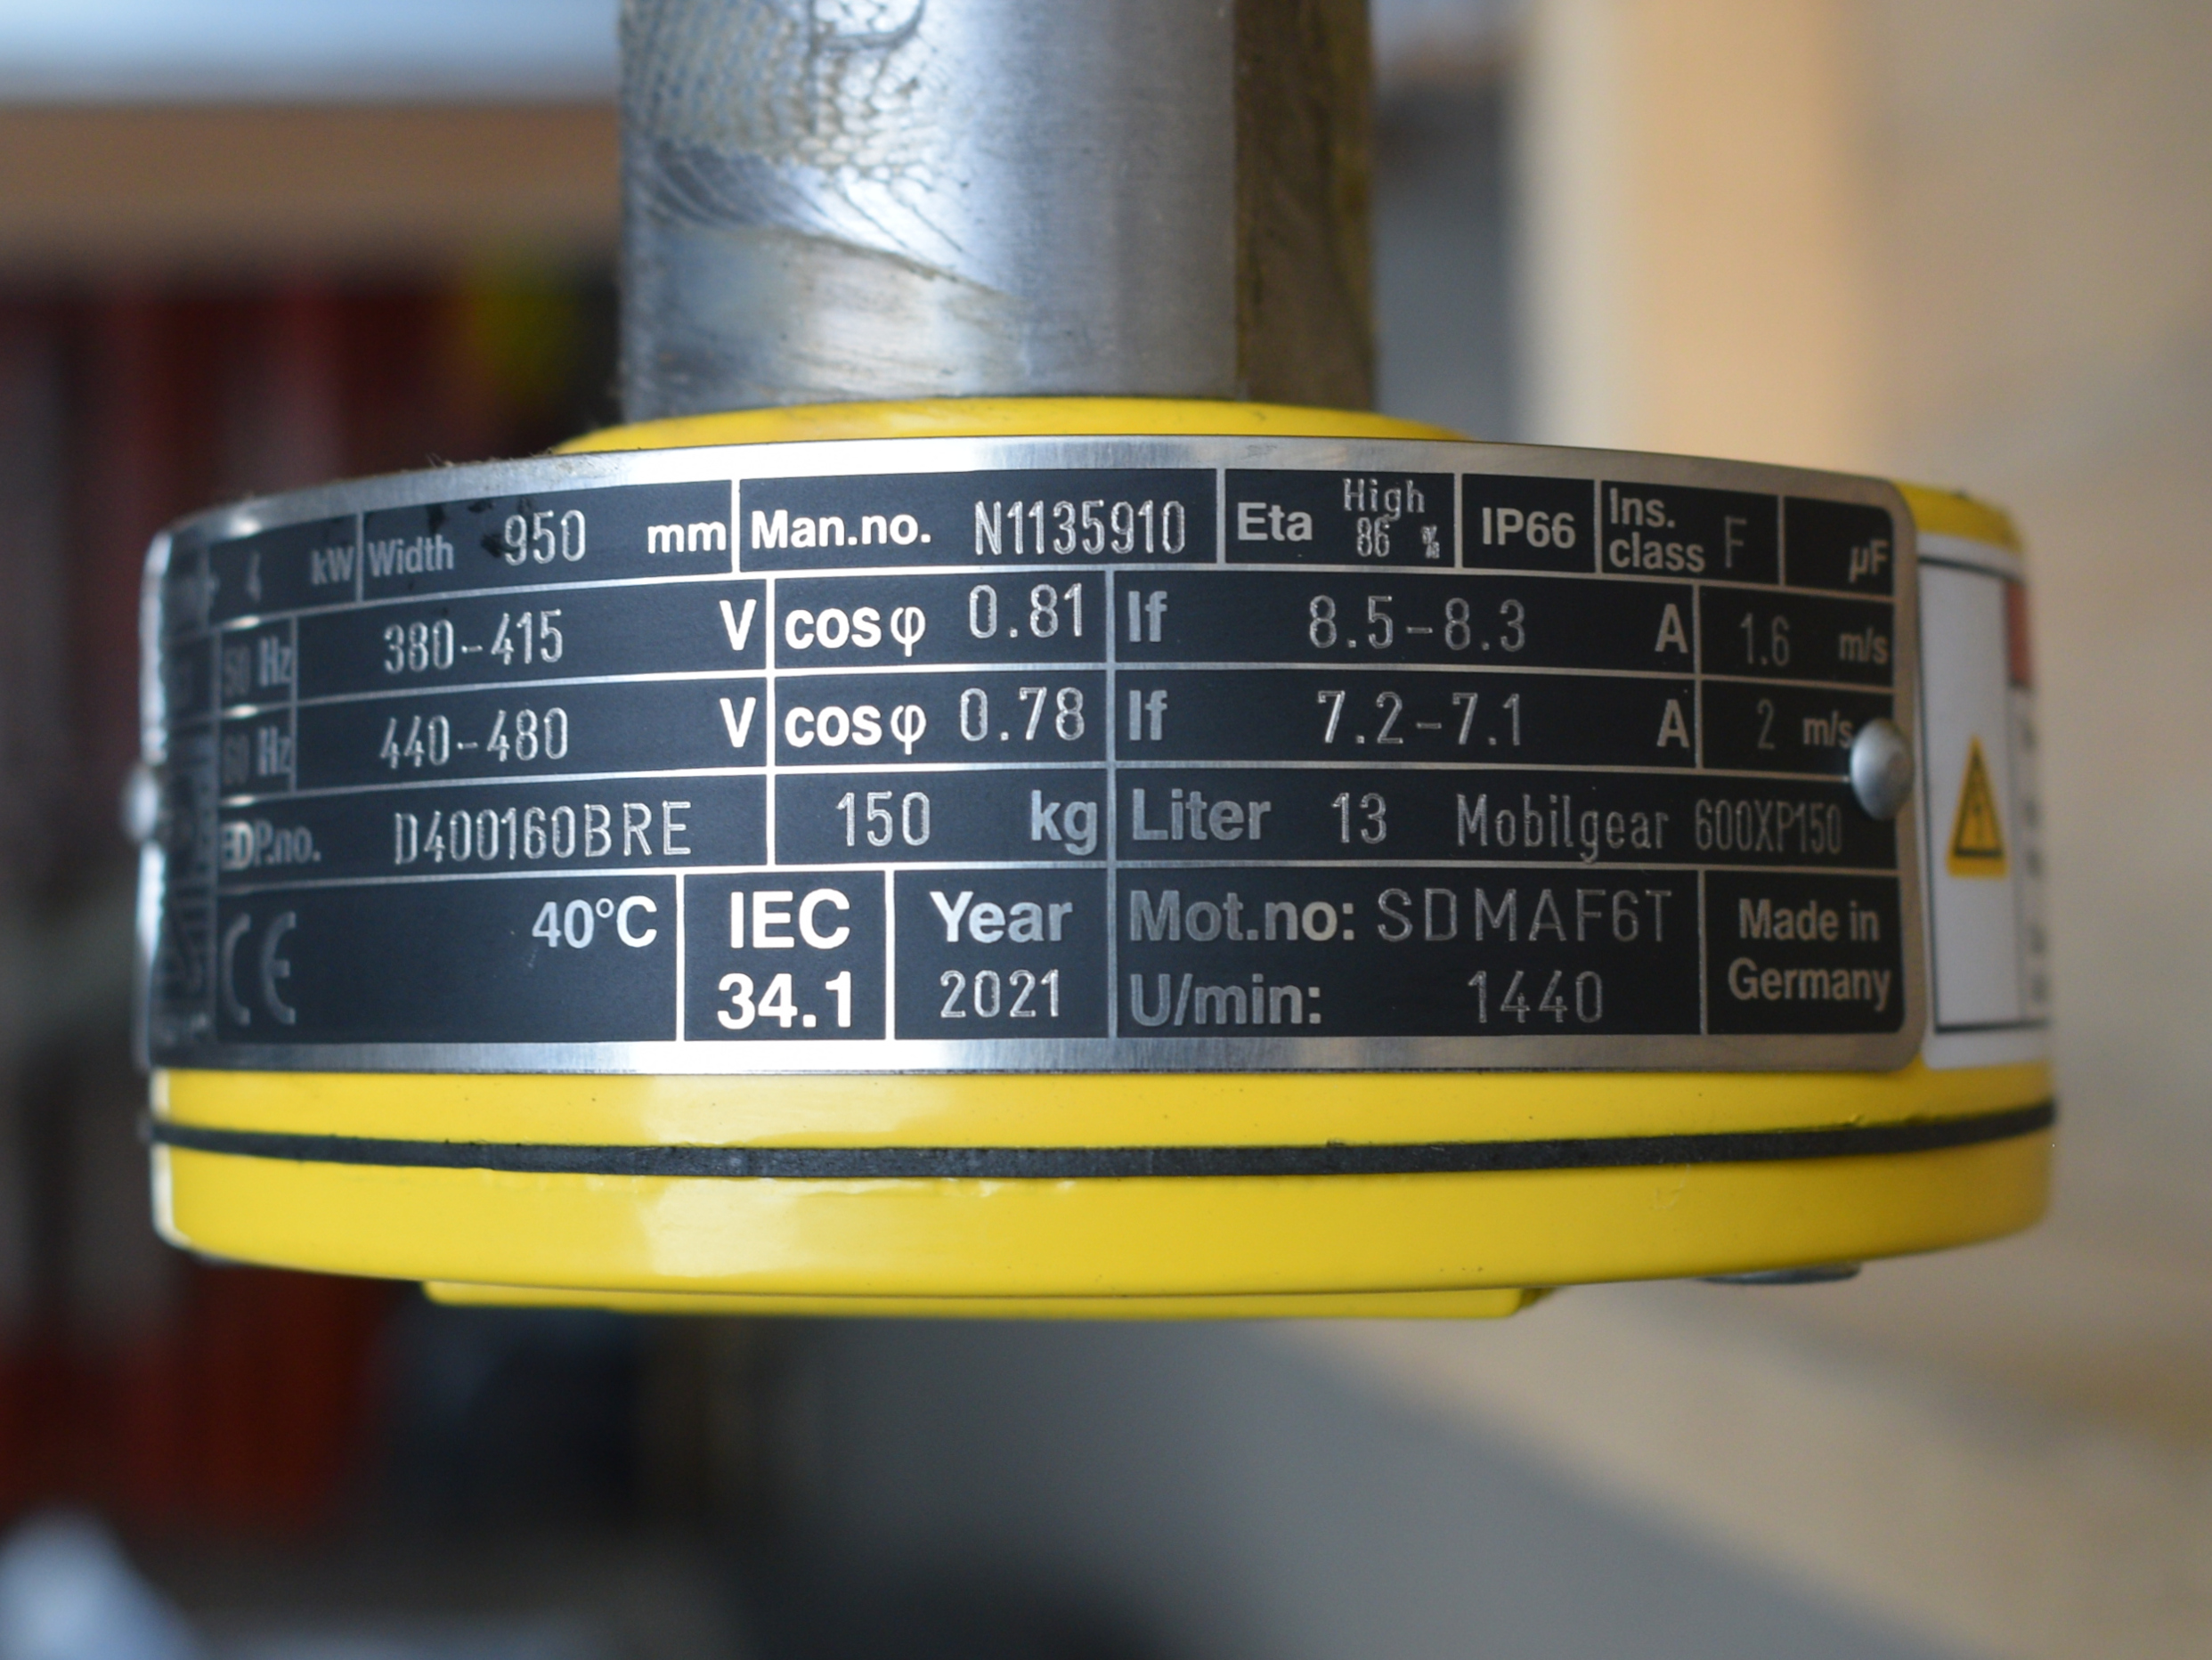 4 kW Width 950 mm Man.no. N1135910 Eta High 86 % IP66 Ins. class F µF
50 Hz 380-415 V cosφ 0.81 If 8.5-8.3 A 1.6 m/s
60 Hz 440-480 V cosφ 0.78 If 7.2-7.1 A 2 m/s
EDP.no. D400160BRE 150 kg Liter 13 Mobilgear 600XP150
CE 40°C IEC 34.1 Year 2021 Mot.no: SDMAF6T
U/min: 1440 Made in Germany